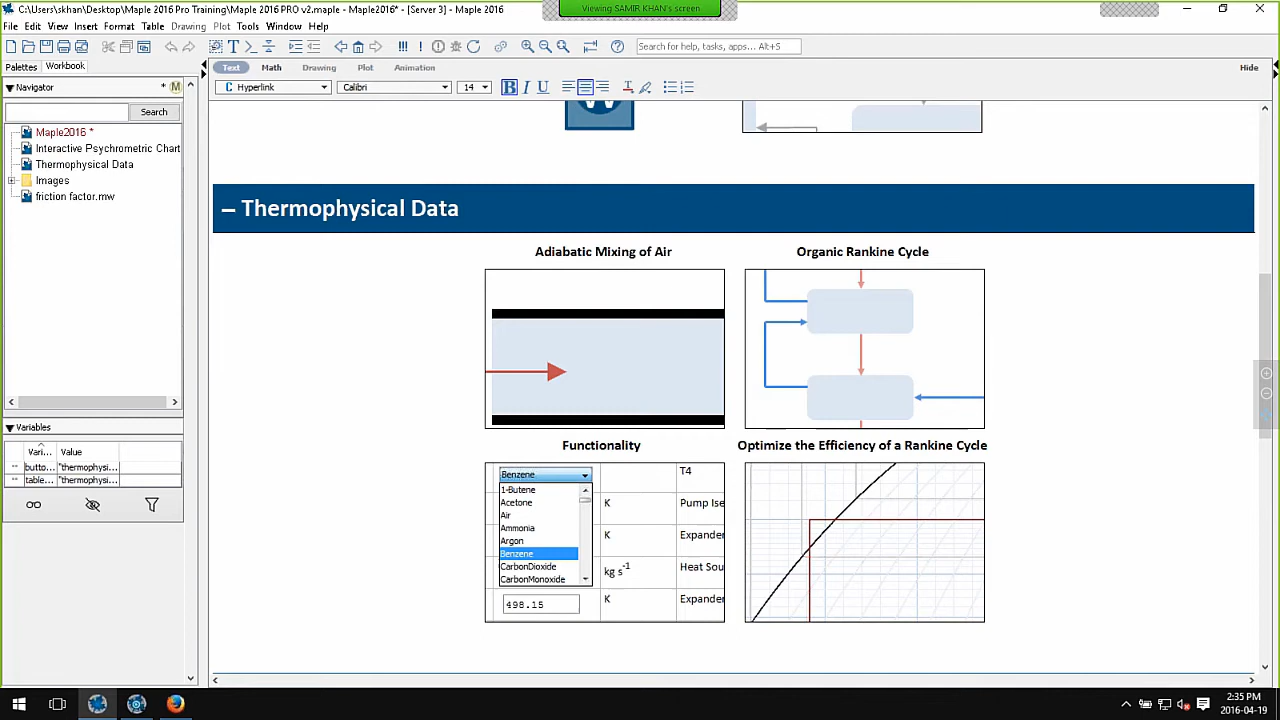 C:\Users\skhan\Desktop\Maple 2016 Pro Training\Maple 2016 PRO v2.maple - Maple2016* - [Server 3] - Maple 2016
Viewing SAMIR KHAN's screen
File Edit View Insert Format Table Drawing Plot Tools Window Help
Search for help, tasks, apps... Alt+S
Palettes Workbook
Text Math Drawing Plot Animation Hide
Navigator *
C Hyperlink Calibri 14 B I U
Search
Maple2016 *
Interactive Psychrometric Chart
Thermophysical Data
Images
friction factor.mw
– Thermophysical Data
Adiabatic Mixing of Air
Organic Rankine Cycle
Variables
Vari... Value
butto... "thermophysi...
table... "thermophysi...
Functionality
Optimize the Efficiency of a Rankine Cycle
Benzene
1-Butene
Acetone
Air
Ammonia
Argon
Benzene
CarbonDioxide
CarbonMonoxide
498.15
K
K
kg s-1
K
T4
Pump Ise
Expander
Heat Sou
Expander
2:35 PM
2016-04-19